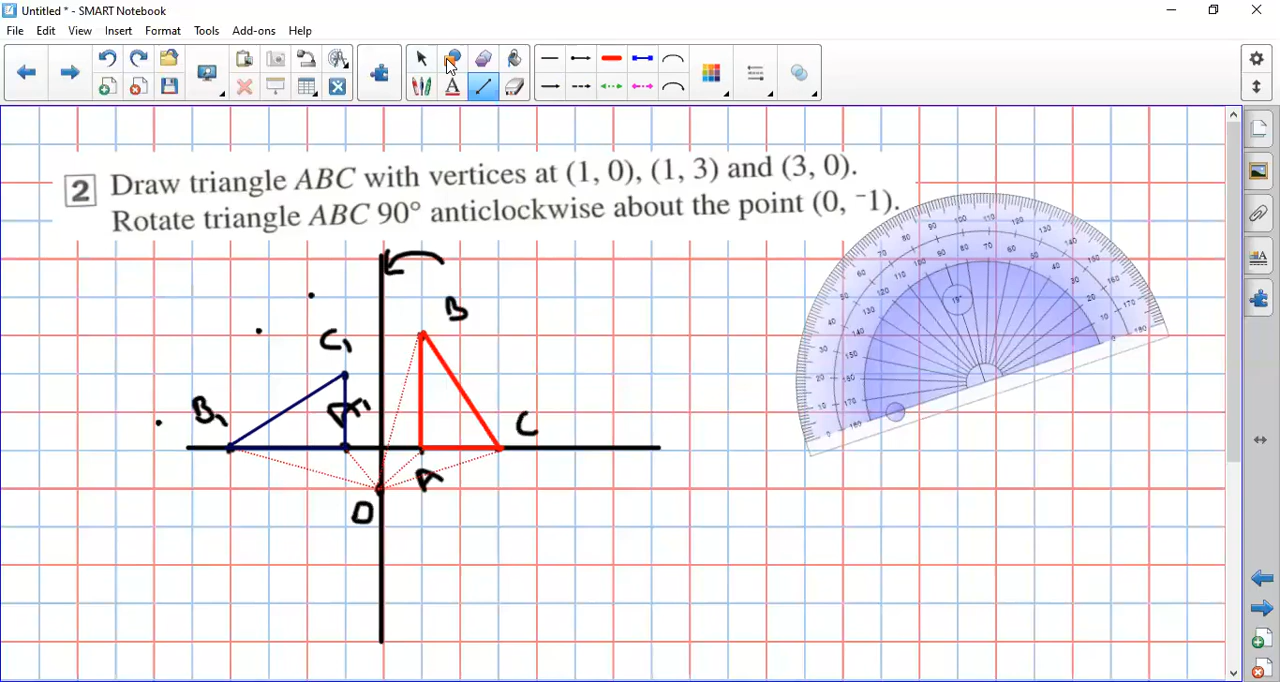 Untitled * - SMART Notebook
File Edit View Insert Format Tools Add-ons Help
2 Draw triangle ABC with vertices at (1, 0), (1, 3) and (3, 0).
Rotate triangle ABC 90° anticlockwise about the point (0, ⁻1).
B
C₁
B₁ A₁ C
A
O